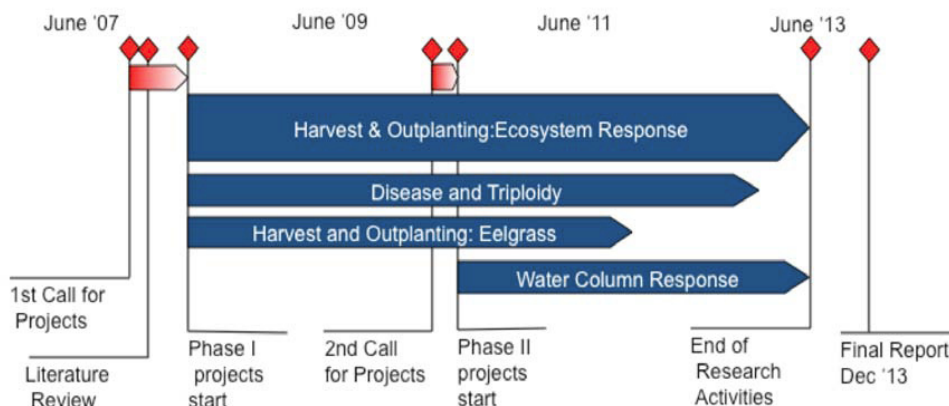 June '07
June '09
June '11
June '13
Harvest & Outplanting:Ecosystem Response
Disease and Triploidy
Harvest and Outplanting: Eelgrass
Water Column Response
1st Call for
Projects
Literature
Review
Phase I
projects
start
2nd Call
for Projects
Phase II
projects
start
End of
Research
Activities
Final Report
Dec '13